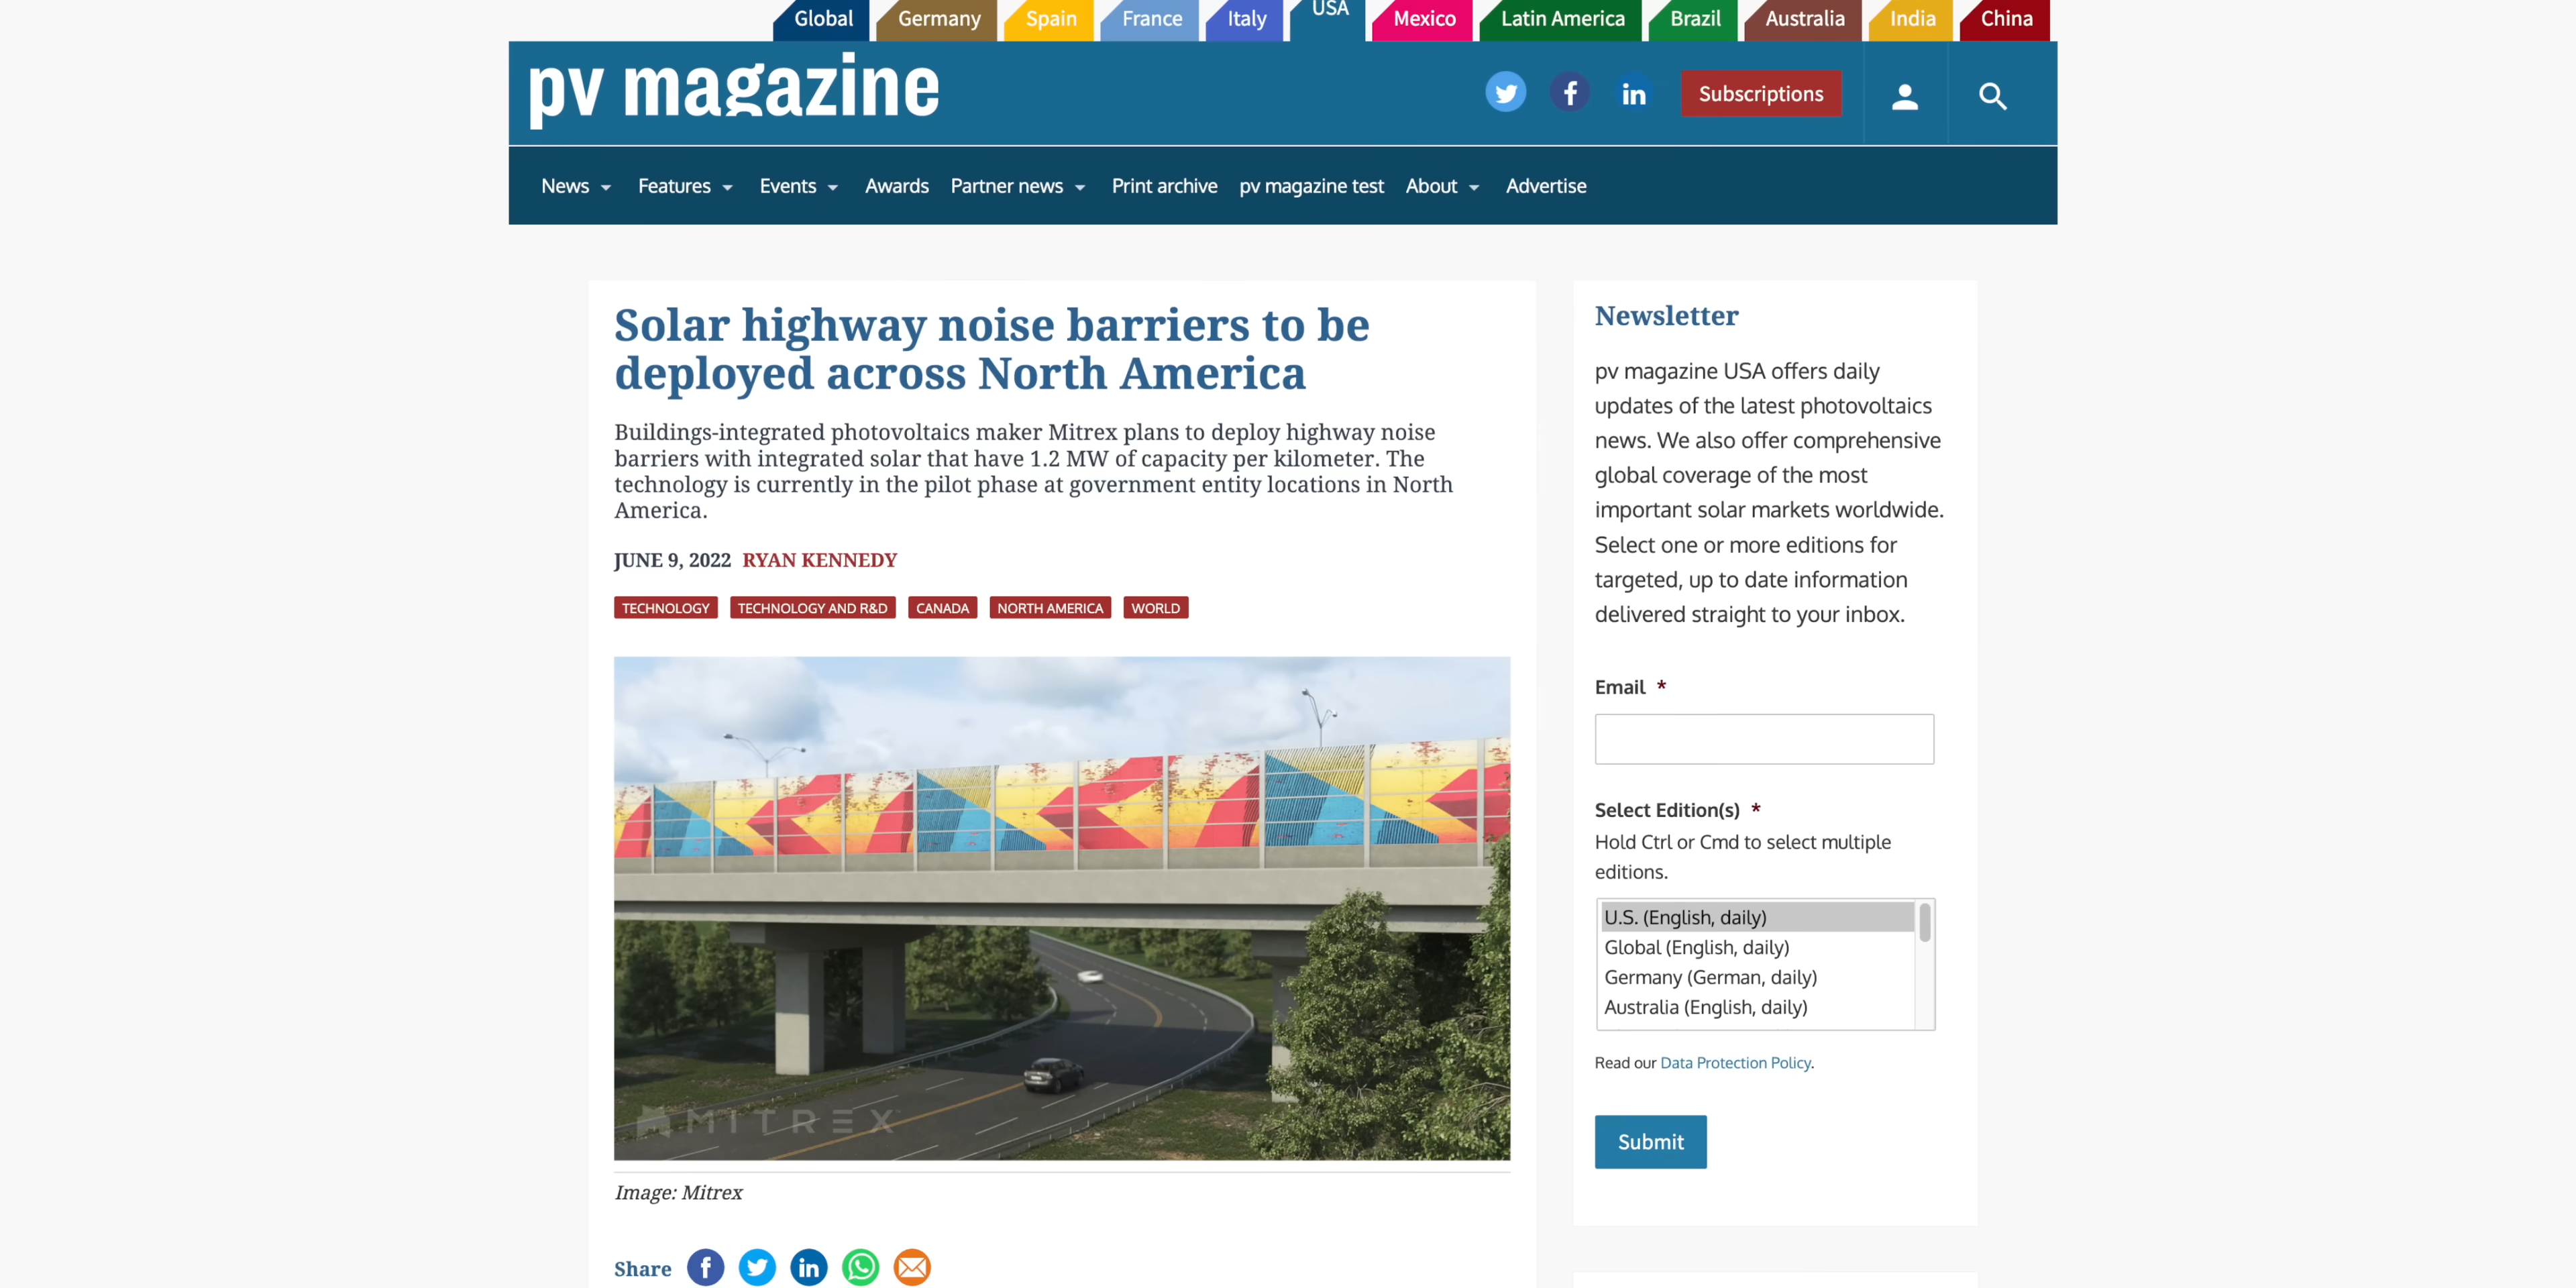 Global Germany Spain France Italy USA Mexico Latin America Brazil Australia India China
pv magazine
Subscriptions
News Features Events Awards Partner news Print archive pv magazine test About Advertise
Solar highway noise barriers to be
deployed across North America
Buildings-integrated photovoltaics maker Mitrex plans to deploy highway noise
barriers with integrated solar that have 1.2 MW of capacity per kilometer. The
technology is currently in the pilot phase at government entity locations in North
America.
JUNE 9, 2022 RYAN KENNEDY
TECHNOLOGY TECHNOLOGY AND R&D CANADA NORTH AMERICA WORLD
MITREX
Image: Mitrex
Share
Newsletter
pv magazine USA offers daily
updates of the latest photovoltaics
news. We also offer comprehensive
global coverage of the most
important solar markets worldwide.
Select one or more editions for
targeted, up to date information
delivered straight to your inbox.
Email *
Select Edition(s) *
Hold Ctrl or Cmd to select multiple
editions.
U.S. (English, daily)
Global (English, daily)
Germany (German, daily)
Australia (English, daily)
Read our Data Protection Policy.
Submit